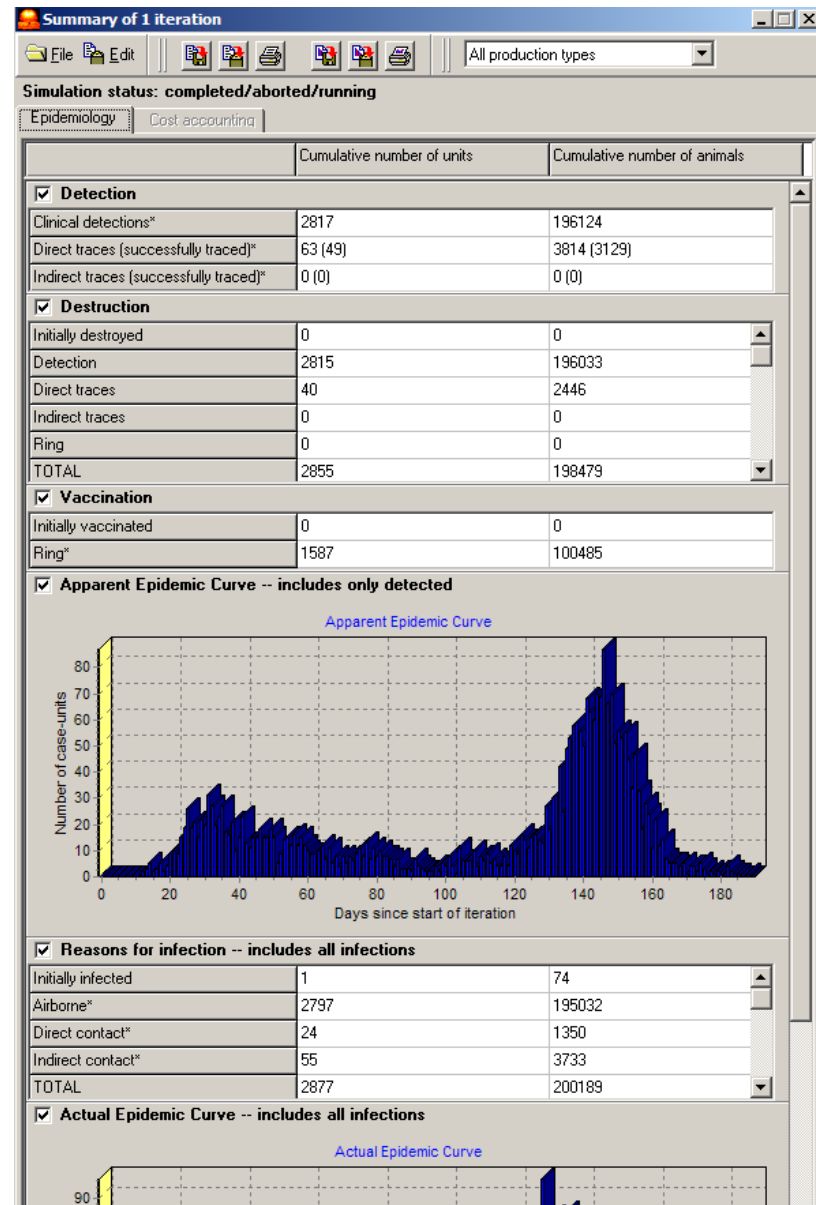 Summary of 1 iteration
File Edit All production types
Simulation status: completed/aborted/running
Epidemiology Cost accounting
Cumulative number of units Cumulative number of animals
Detection
Clinical detections* 2817 196124
Direct traces (successfully traced)* 63 (49) 3814 (3129)
Indirect traces (successfully traced)* 0 (0) 0 (0)
Destruction
Initially destroyed 0 0
Detection 2815 196033
Direct traces 40 2446
Indirect traces 0 0
Ring 0 0
TOTAL 2855 198479
Vaccination
Initially vaccinated 0 0
Ring* 1587 100485
Apparent Epidemic Curve -- includes only detected
Apparent Epidemic Curve
80
70
60
50
40
30
20
10
0
Number of case-units
0 20 40 60 80 100 120 140 160 180
Days since start of iteration
Reasons for infection -- includes all infections
Initially infected 1 74
Airborne* 2797 195032
Direct contact* 24 1350
Indirect contact* 55 3733
TOTAL 2877 200189
Actual Epidemic Curve -- includes all infections
Actual Epidemic Curve
90